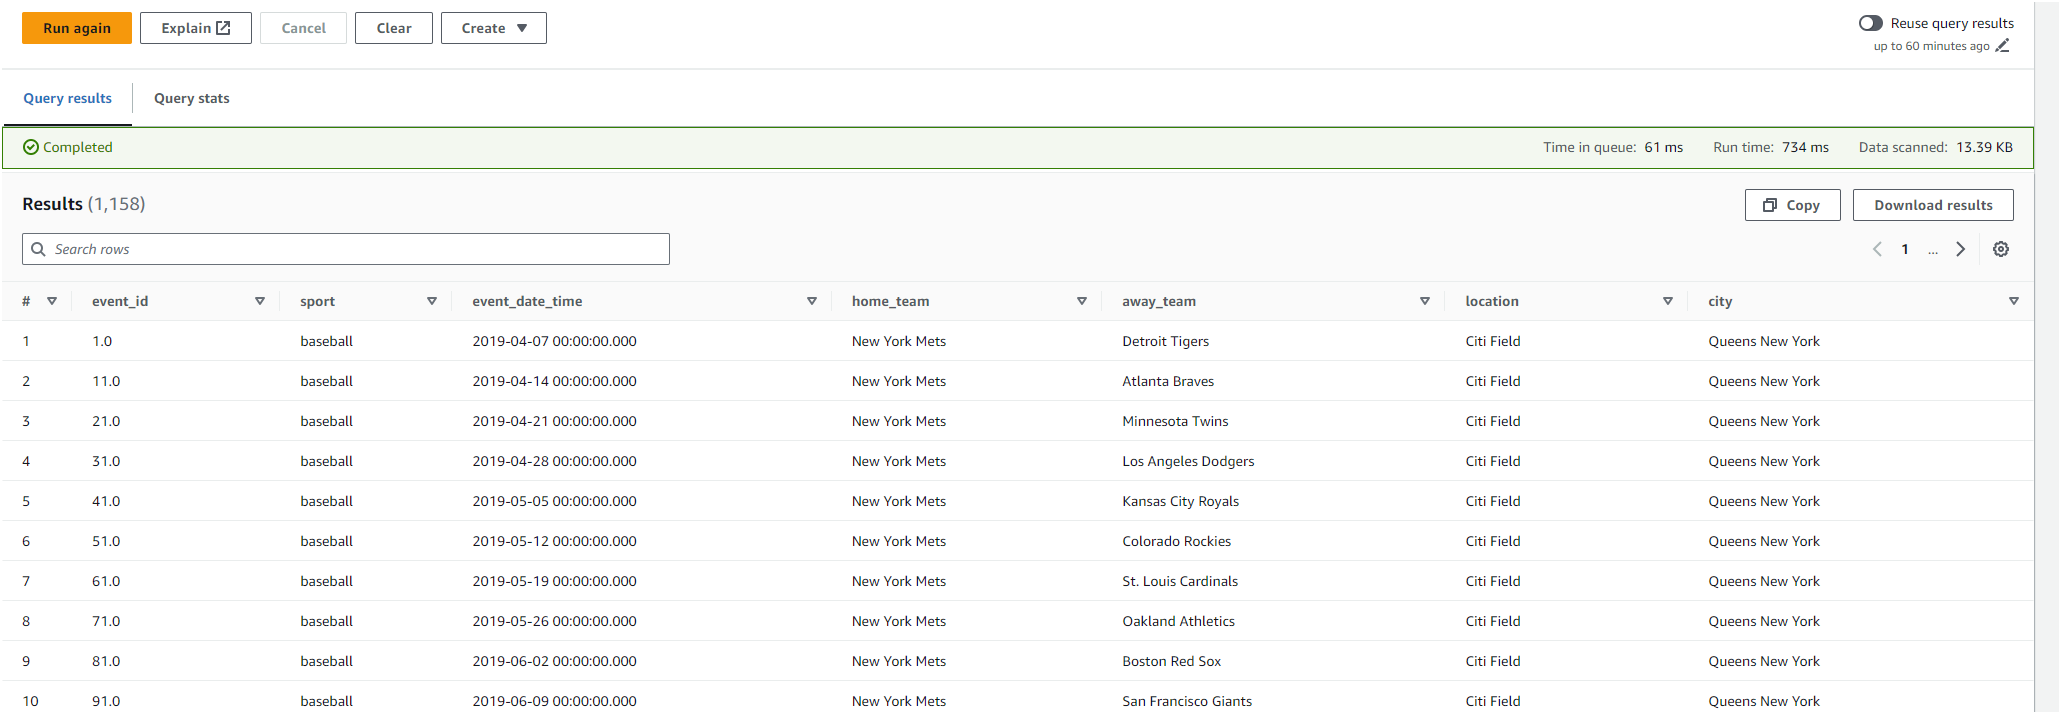 Run again Explain Cancel Clear Create Reuse query results
up to 60 minutes ago
Query results Query stats
Completed Time in queue: 61 ms Run time: 734 ms Data scanned: 13.39 KB
Results (1,158) Copy Download results
Search rows 1 ...
# event_id sport event_date_time home_team away_team location city
1 1.0 baseball 2019-04-07 00:00:00.000 New York Mets Detroit Tigers Citi Field Queens New York
2 11.0 baseball 2019-04-14 00:00:00.000 New York Mets Atlanta Braves Citi Field Queens New York
3 21.0 baseball 2019-04-21 00:00:00.000 New York Mets Minnesota Twins Citi Field Queens New York
4 31.0 baseball 2019-04-28 00:00:00.000 New York Mets Los Angeles Dodgers Citi Field Queens New York
5 41.0 baseball 2019-05-05 00:00:00.000 New York Mets Kansas City Royals Citi Field Queens New York
6 51.0 baseball 2019-05-12 00:00:00.000 New York Mets Colorado Rockies Citi Field Queens New York
7 61.0 baseball 2019-05-19 00:00:00.000 New York Mets St. Louis Cardinals Citi Field Queens New York
8 71.0 baseball 2019-05-26 00:00:00.000 New York Mets Oakland Athletics Citi Field Queens New York
9 81.0 baseball 2019-06-02 00:00:00.000 New York Mets Boston Red Sox Citi Field Queens New York
10 91.0 baseball 2019-06-09 00:00:00.000 New York Mets San Francisco Giants Citi Field Queens New York